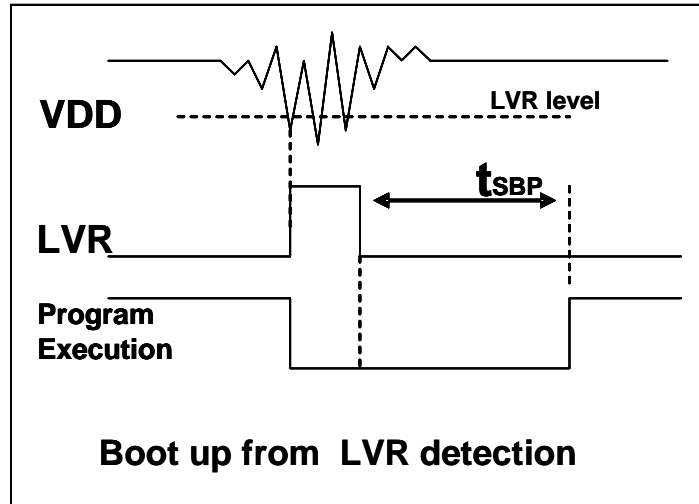 LVR level
VDD
tSBP
LVR
Program
Execution
Boot up from LVR detection